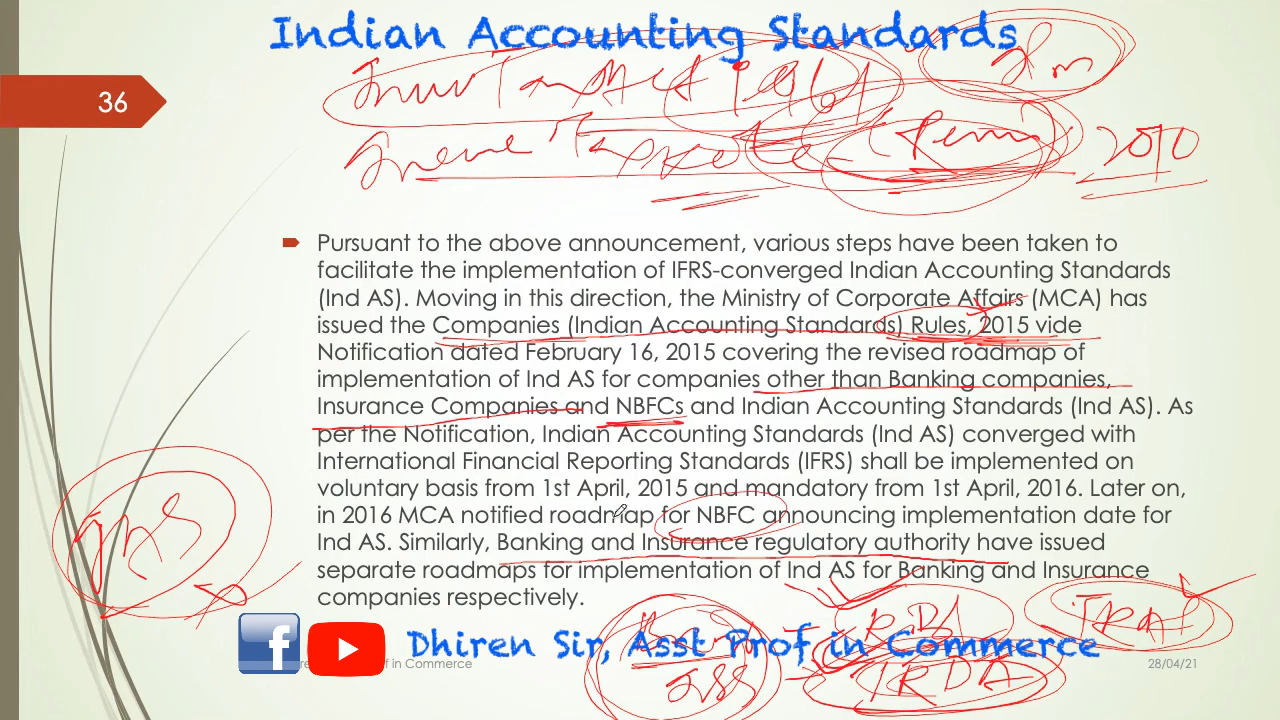 Indian Accounting Standards
36
Tax Act 1961
2070
Pursuant to the above announcement, various steps have been taken to
facilitate the implementation of IFRS-converged Indian Accounting Standards
(Ind AS). Moving in this direction, the Ministry of Corporate Affairs (MCA) has
issued the Companies (Indian Accounting Standards) Rules, 2015 vide
Notification dated February 16, 2015 covering the revised roadmap of
implementation of Ind AS for companies other than Banking companies,
Insurance Companies and NBFCs and Indian Accounting Standards (Ind AS). As
per the Notification, Indian Accounting Standards (Ind AS) converged with
International Financial Reporting Standards (IFRS) shall be implemented on
voluntary basis from 1st April, 2015 and mandatory from 1st April, 2016. Later on,
in 2016 MCA notified roadmap for NBFC announcing implementation date for
Ind AS. Similarly, Banking and Insurance regulatory authority have issued
separate roadmaps for implementation of Ind AS for Banking and Insurance
companies respectively.
RBI
IRDA
Dhiren Sir, Asst Prof in Commerce
f in Commerce
28/04/21